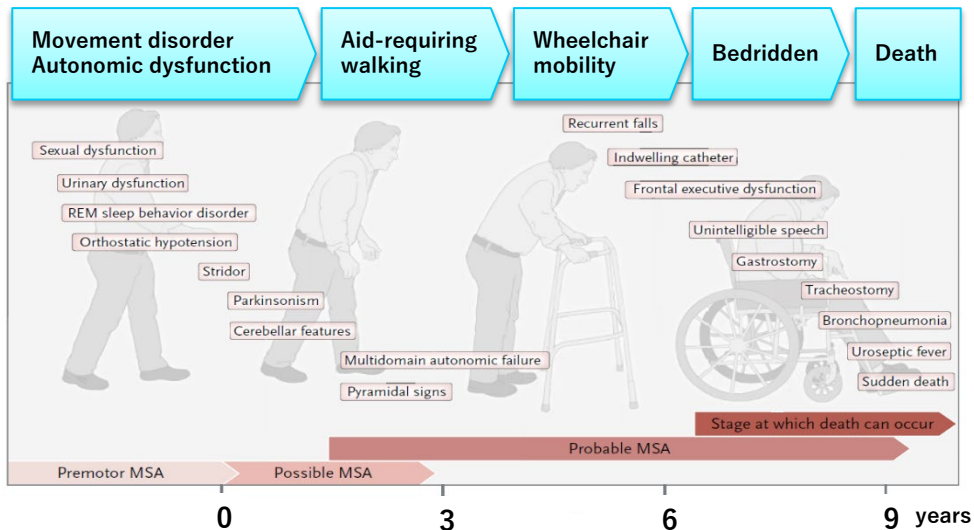 Movement disorder
Autonomic dysfunction
Aid-requiring
walking
Wheelchair
mobility
Bedridden
Death
Recurrent falls
Sexual dysfunction
Indwelling catheter
Urinary dysfunction
Frontal executive dysfunction
REM sleep behavior disorder
Orthostatic hypotension
Unintelligible speech
Stridor
Gastrostomy
Parkinsonism
Tracheostomy
Cerebellar features
Bronchopneumonia
Multidomain autonomic failure
Uroseptic fever
Pyramidal signs
Sudden death
Stage at which death can occur
Probable MSA
Premotor MSA
Possible MSA
0 3 6 9 years